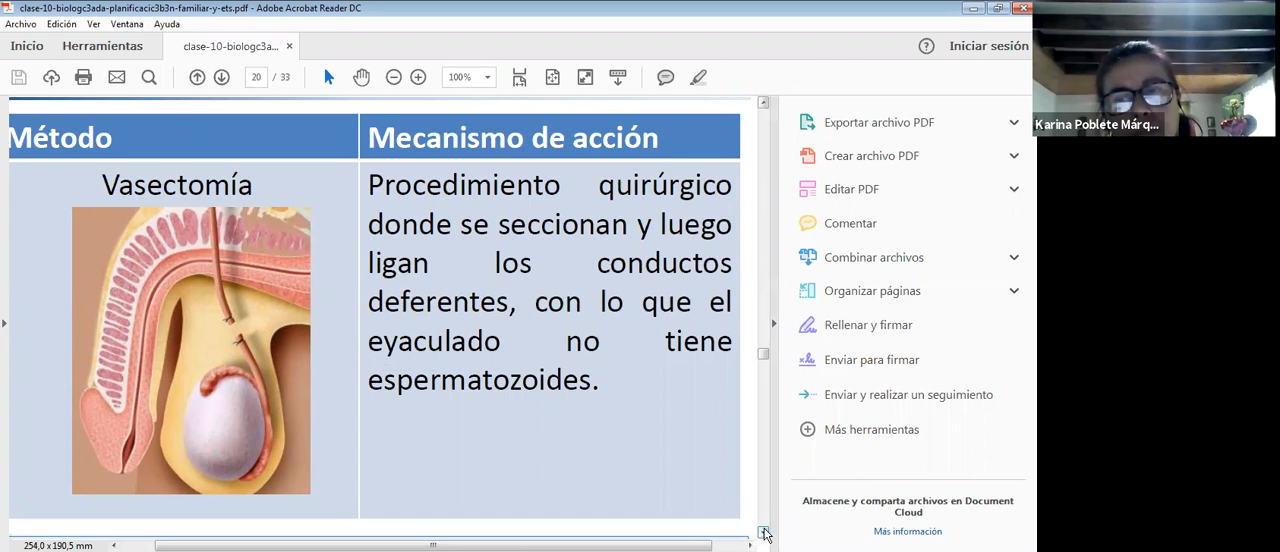 clase-10-biologc3ada-planificacic3b3n-familiar-y-ets.pdf - Adobe Acrobat Reader DC
Archivo Edición Ver Ventana Ayuda
Inicio Herramientas clase-10-biologc3a... × Iniciar sesión
20 / 33 100%
Método Mecanismo de acción
Vasectomía
Procedimiento quirúrgico
donde se seccionan y luego
ligan los conductos
deferentes, con lo que el
eyaculado no tiene
espermatozoides.
Exportar archivo PDF
Crear archivo PDF
Editar PDF
Comentar
Combinar archivos
Organizar páginas
Rellenar y firmar
Enviar para firmar
Enviar y realizar un seguimiento
Más herramientas
Almacene y comparta archivos en Document
Cloud
Más información
254,0 x 190,5 mm
Karina Poblete Márq...